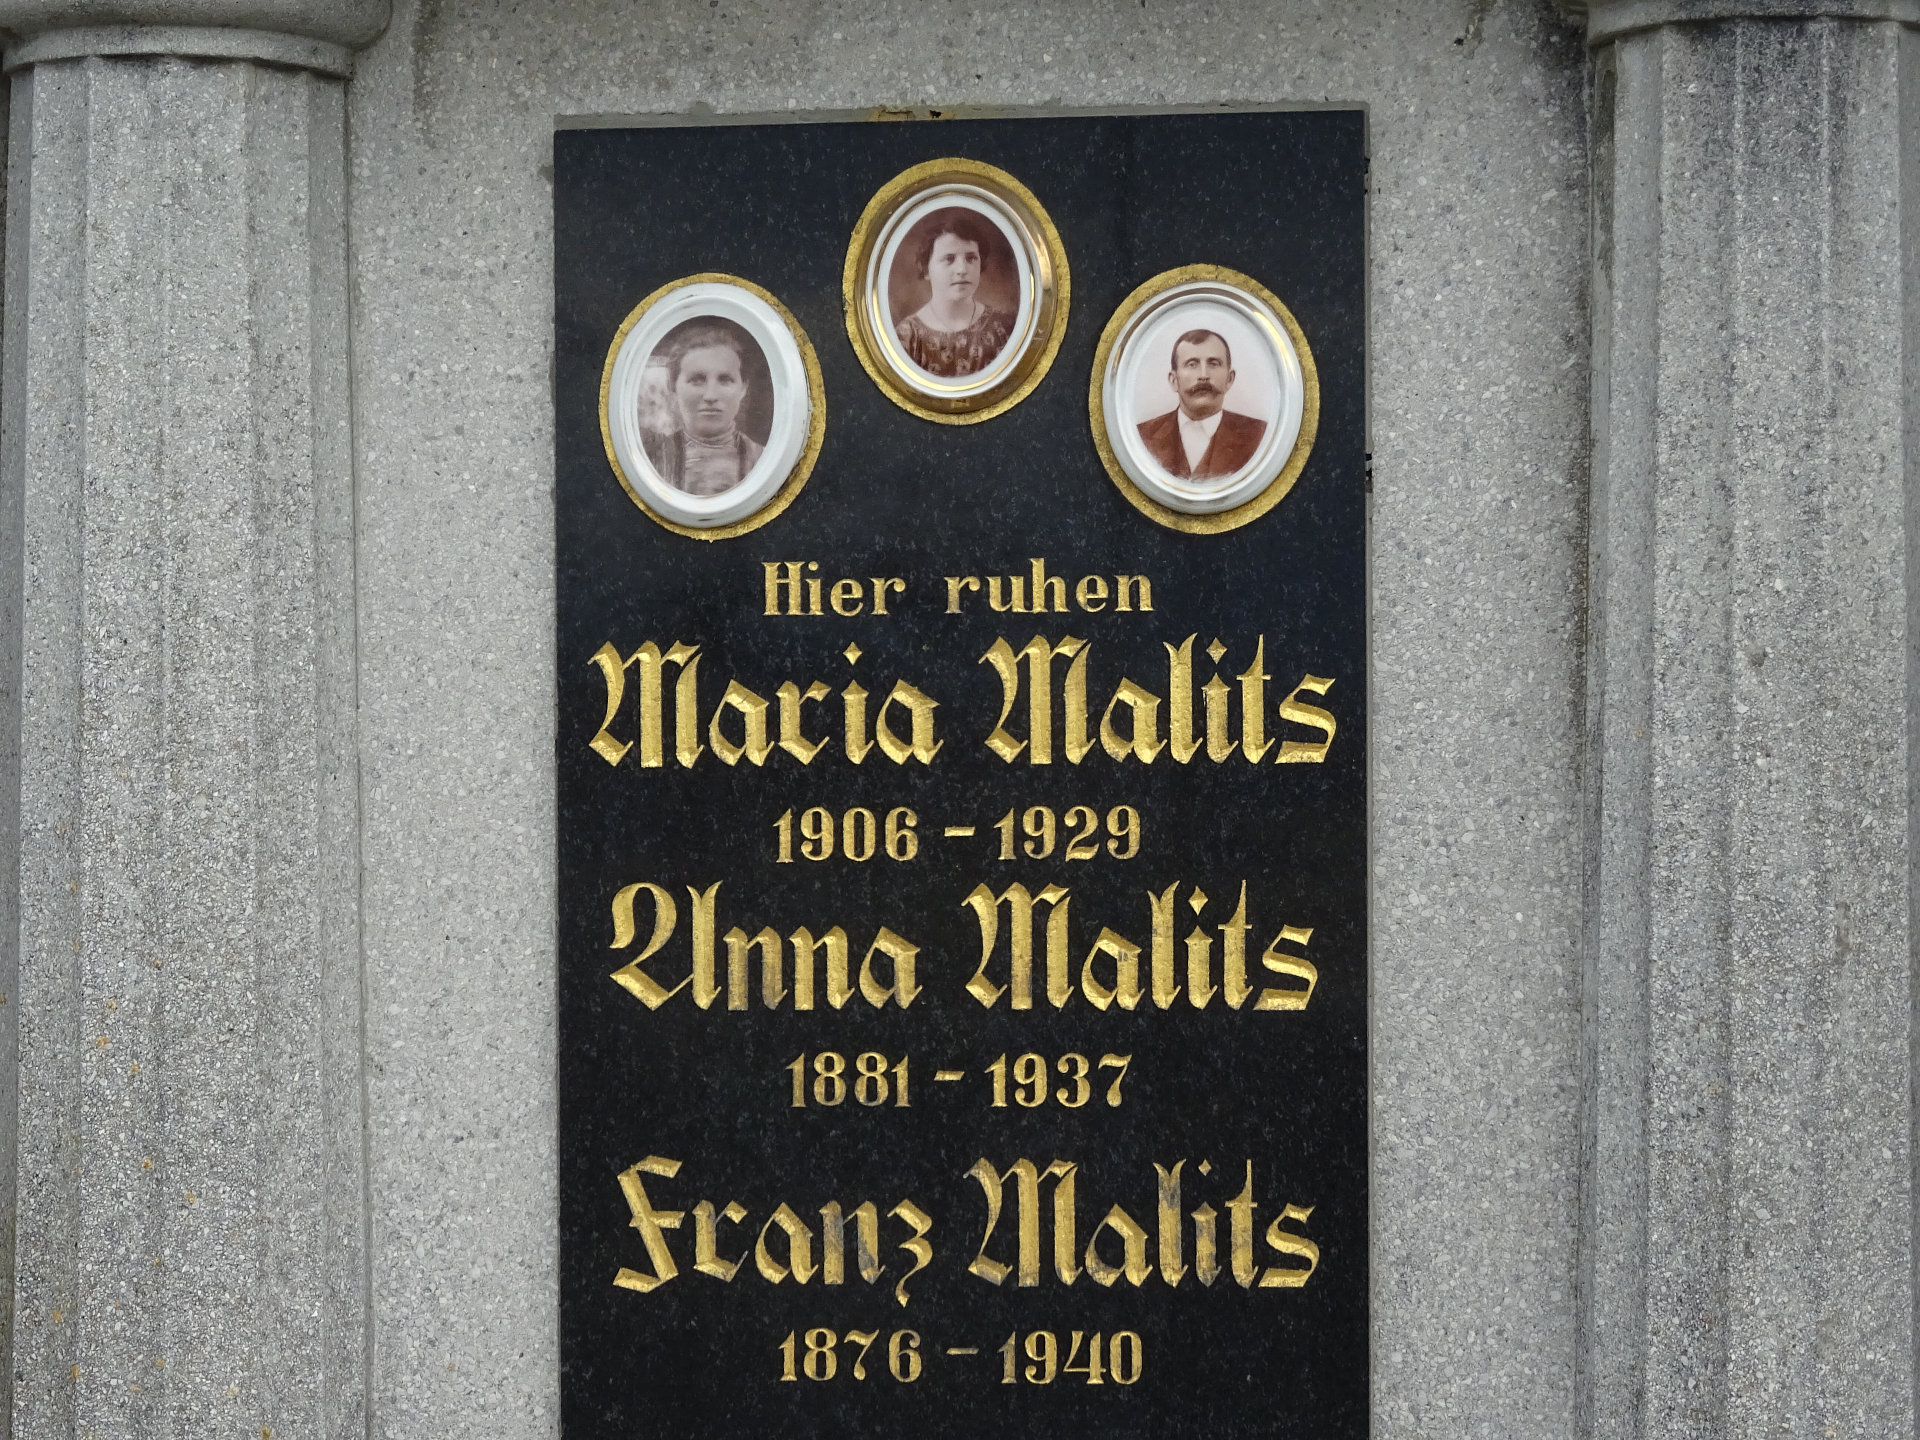 Hier ruhen
Maria Malits
1906 - 1929
Anna Malits
1881 - 1937
Franz Malits
1876 - 1940